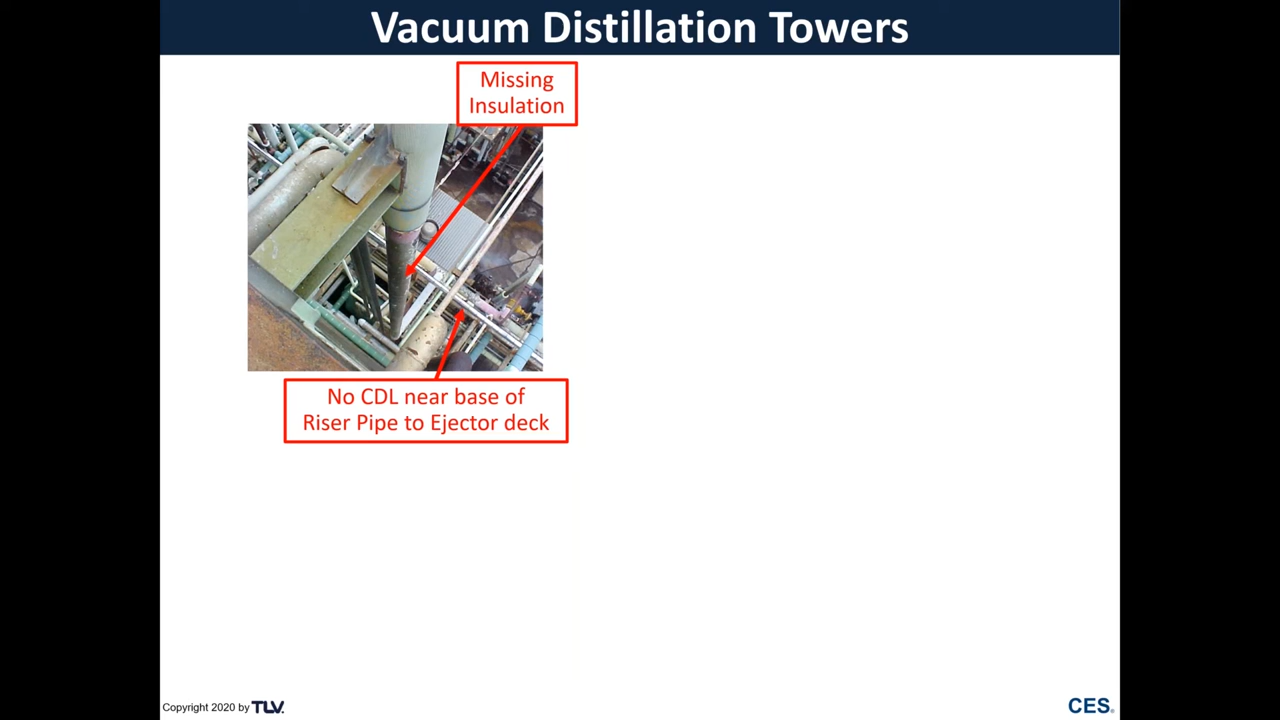 Vacuum Distillation Towers
Missing
Insulation
No CDL near base of
Riser Pipe to Ejector deck
Copyright 2020 by TLV.
CES®